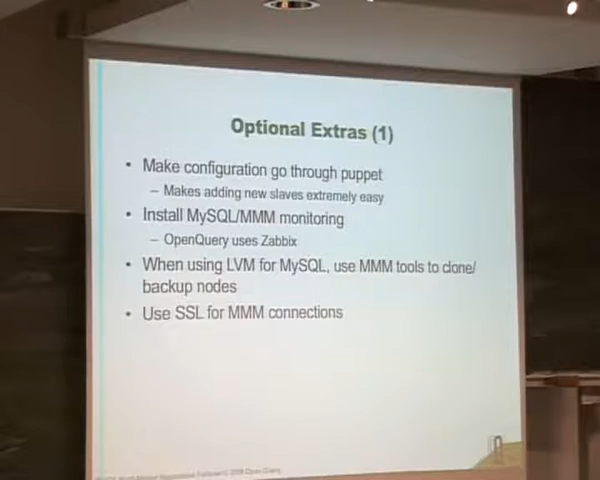 Optional Extras (1)
• Make configuration go through puppet
– Makes adding new slaves extremely easy
• Install MySQL/MMM monitoring
– OpenQuery uses Zabbix
• When using LVM for MySQL, use MMM tools to clone/
backup nodes
• Use SSL for MMM connections